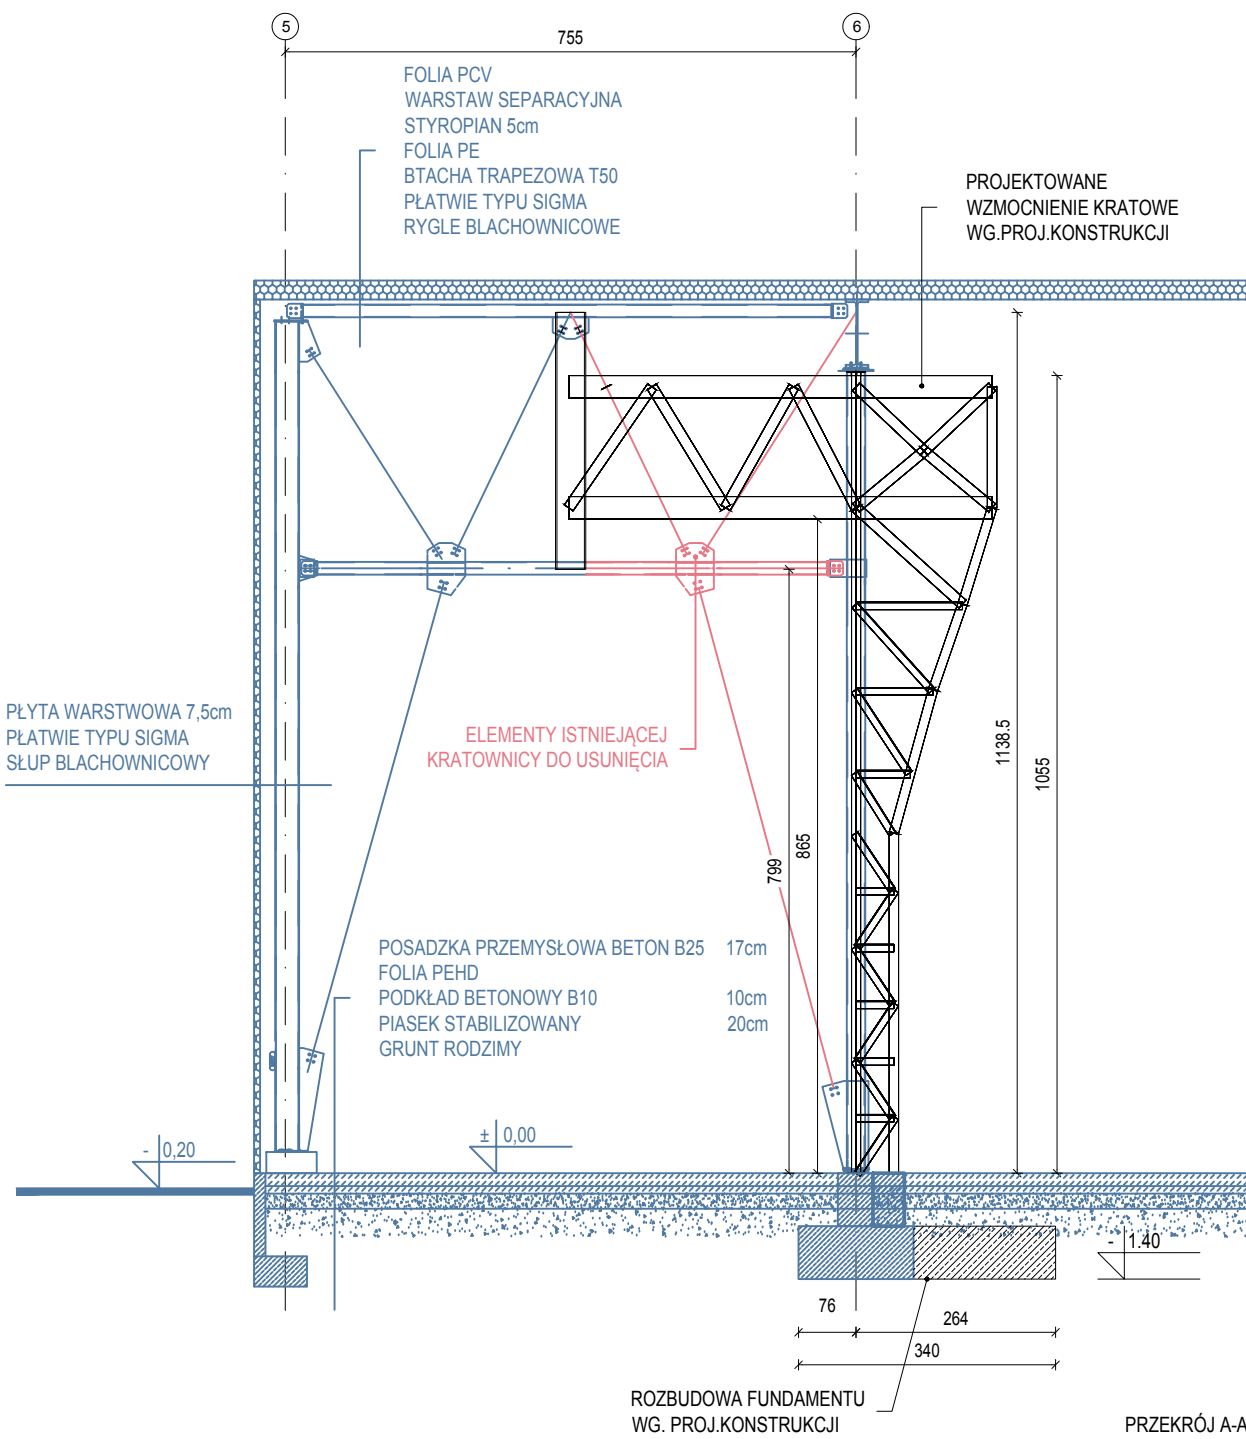 5
6
755
FOLIA PCV
WARSTAW SEPARACYJNA
STYROPIAN 5cm
FOLIA PE
BTACHA TRAPEZOWA T50
PŁATWIE TYPU SIGMA
RYGLE BLACHOWNICOWE
PROJEKTOWANE
WZMOCNIENIE KRATOWE
WG.PROJ.KONSTRUKCJI
PŁYTA WARSTWOWA 7,5cm
PŁATWIE TYPU SIGMA
SŁUP BLACHOWNICOWY
ELEMENTY ISTNIEJĄCEJ
KRATOWNICY DO USUNIĘCIA
1138.5
1055
865
799
POSADZKA PRZEMYSŁOWA BETON B25 17cm
FOLIA PEHD
PODKŁAD BETONOWY B10 10cm
PIASEK STABILIZOWANY 20cm
GRUNT RODZIMY
- 0,20
± 0,00
- 1.40
76
264
340
ROZBUDOWA FUNDAMENTU
WG. PROJ.KONSTRUKCJI
PRZEKRÓJ A-A